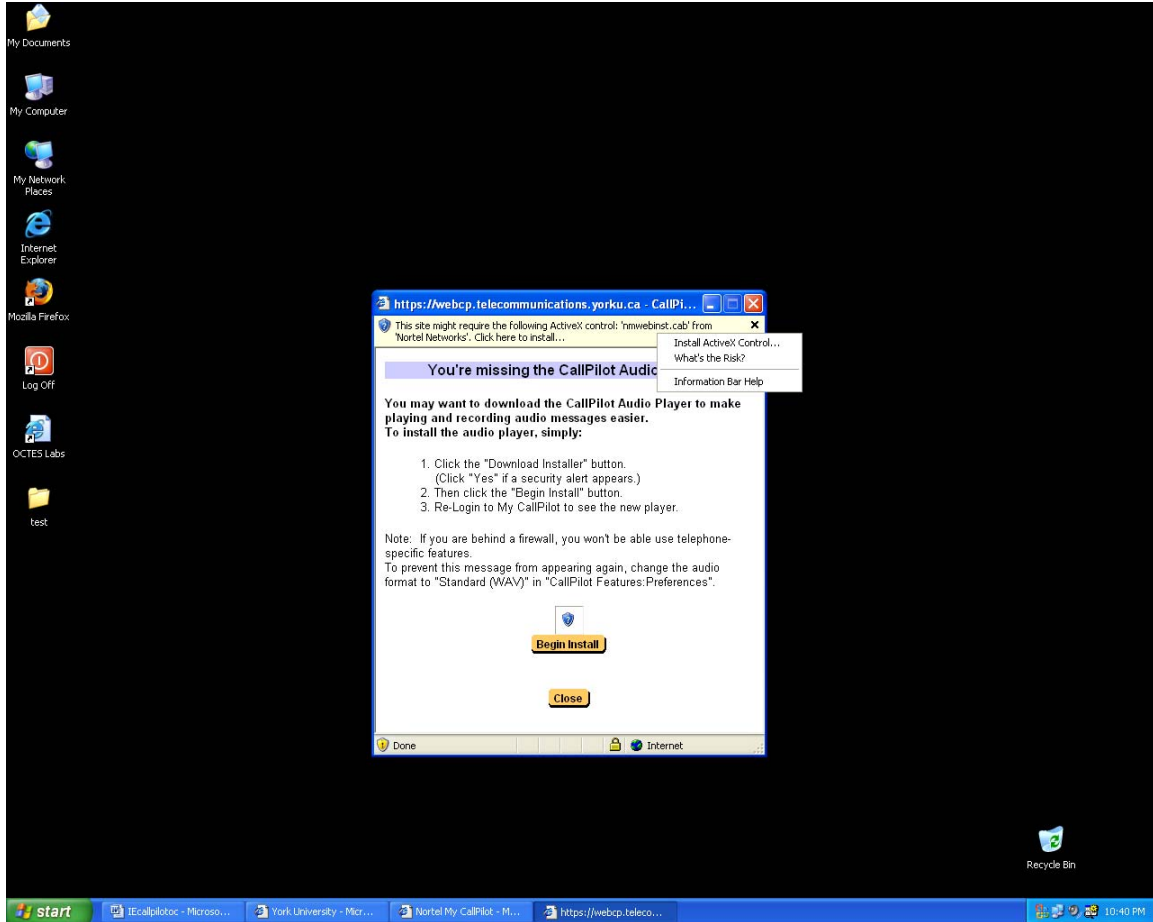 My Documents
My Computer
My Network
Places
Internet
Explorer
Mozilla Firefox
Log Off
OCTES Labs
test
https://webcp.telecommunications.yorku.ca - CallPi...
This site might require the following ActiveX control: 'nmwebinst.cab' from
'Nortel Networks'. Click here to install...
Install ActiveX Control...
What's the Risk?
Information Bar Help
You're missing the CallPilot Audio
You may want to download the CallPilot Audio Player to make
playing and recording audio messages easier.
To install the audio player, simply:
1. Click the "Download Installer" button.
(Click "Yes" if a security alert appears.)
2. Then click the "Begin Install" button.
3. Re-Login to My CallPilot to see the new player.
Note: If you are behind a firewall, you won't be able use telephone-
specific features.
To prevent this message from appearing again, change the audio
format to "Standard (WAV)" in "CallPilot Features:Preferences".
Begin Install
Close
Done
Internet
Recycle Bin
start
IEcallpilotoc - Microso...
York University - Micr...
Nortel My CallPilot - M...
https://webcp.teleco...
10:40 PM